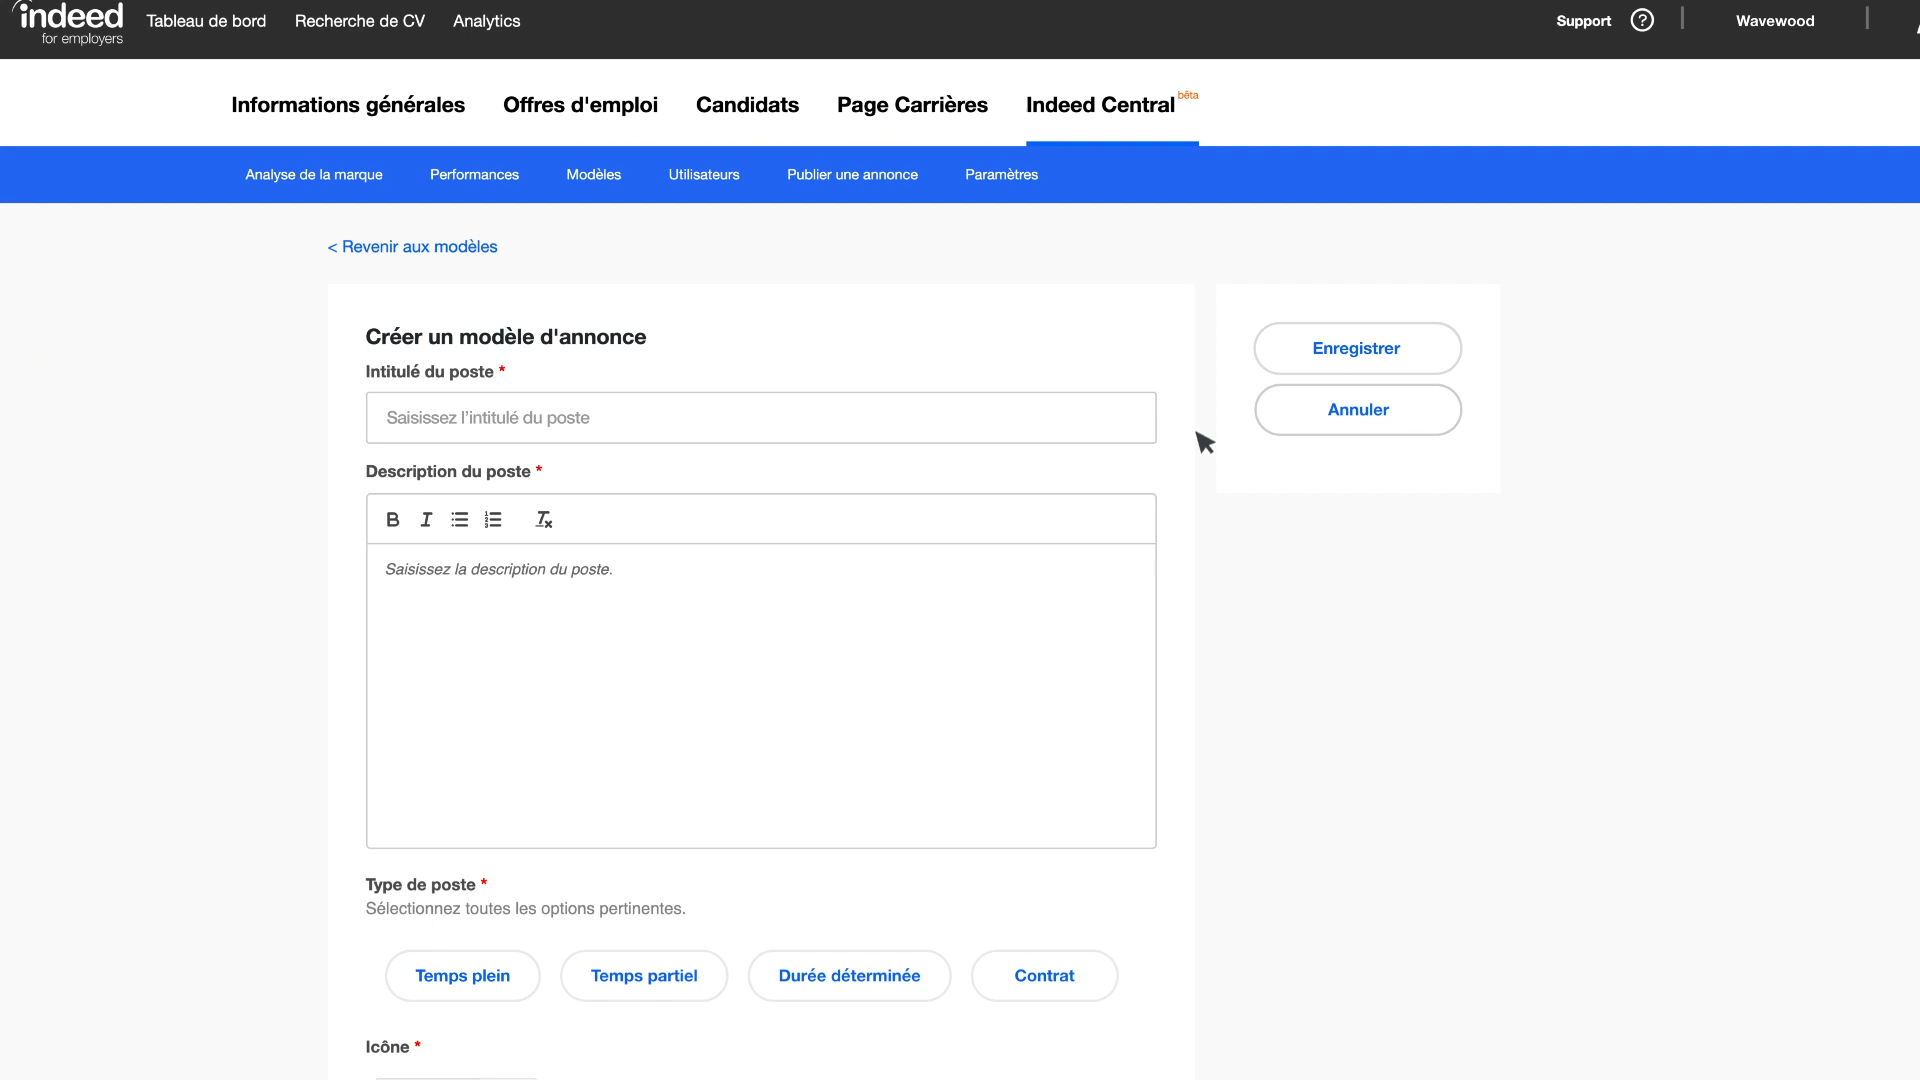 indeed
for employers
Tableau de bord
Recherche de CV
Analytics
Support
?
Wavewood
Informations générales
Offres d'emploi
Candidats
Page Carrières
Indeed Central bêta
Analyse de la marque
Performances
Modèles
Utilisateurs
Publier une annonce
Paramètres
< Revenir aux modèles
Créer un modèle d'annonce
Intitulé du poste *
Saisissez l'intitulé du poste
Description du poste *
Saisissez la description du poste.
Type de poste *
Sélectionnez toutes les options pertinentes.
Temps plein
Temps partiel
Durée déterminée
Contrat
Icône *
Enregistrer
Annuler